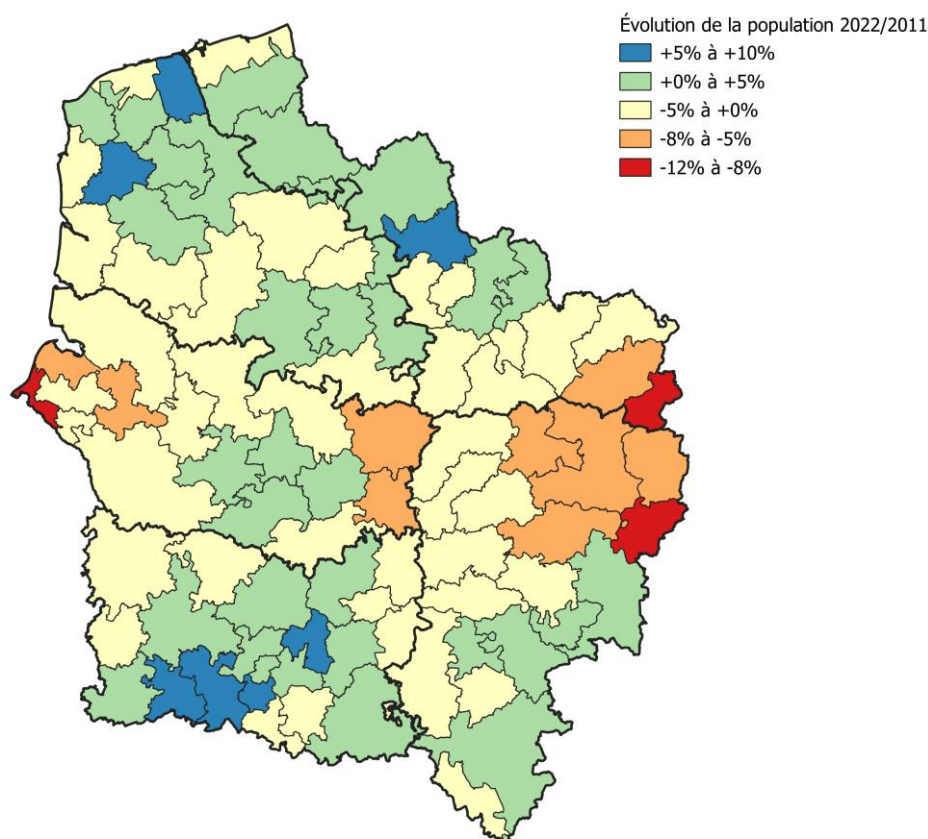 Évolution de la population 2022/2011
+5% à +10%
+0% à +5%
-5% à +0%
-8% à -5%
-12% à -8%